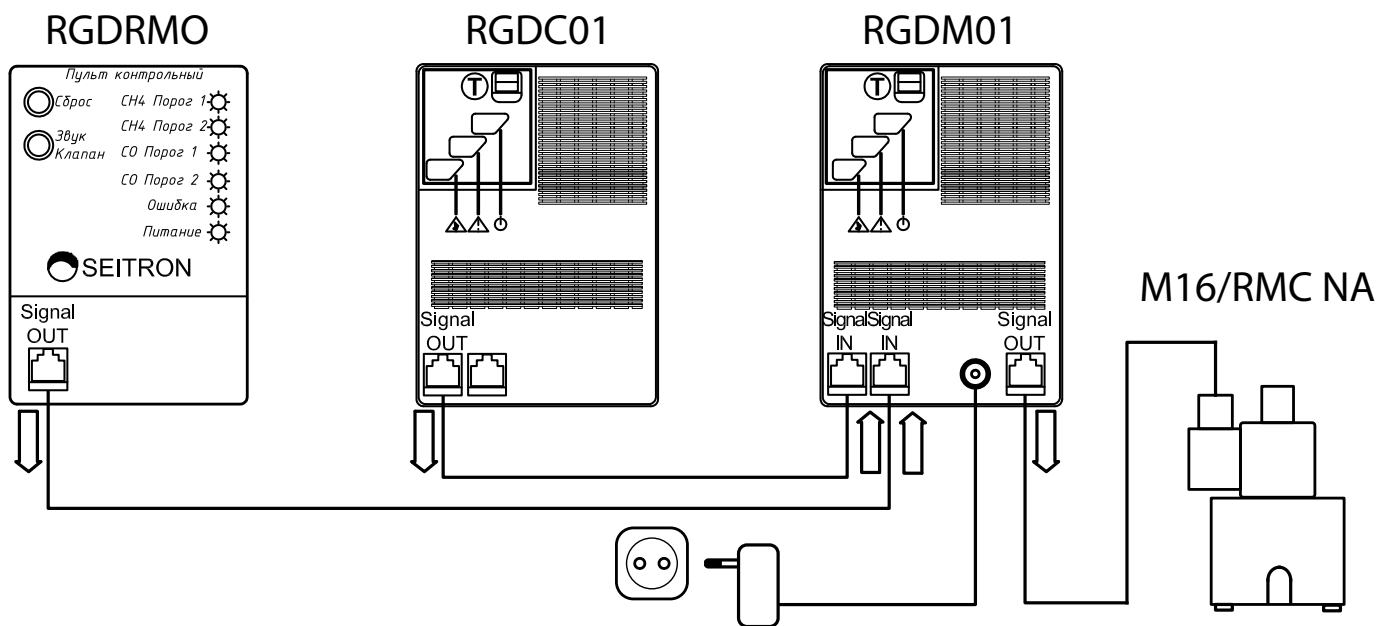 RGDRMO
Пульт контрольный
Сброс
Звук
Клапан
CH4 Порог 1
CH4 Порог 2
CO Порог 1
CO Порог 2
Ошибка
Питание
SEITRON
Signal
OUT
RGDC01
T
Signal
OUT
RGDM01
T
Signal Signal
IN IN
Signal
OUT
M16/RMC NA